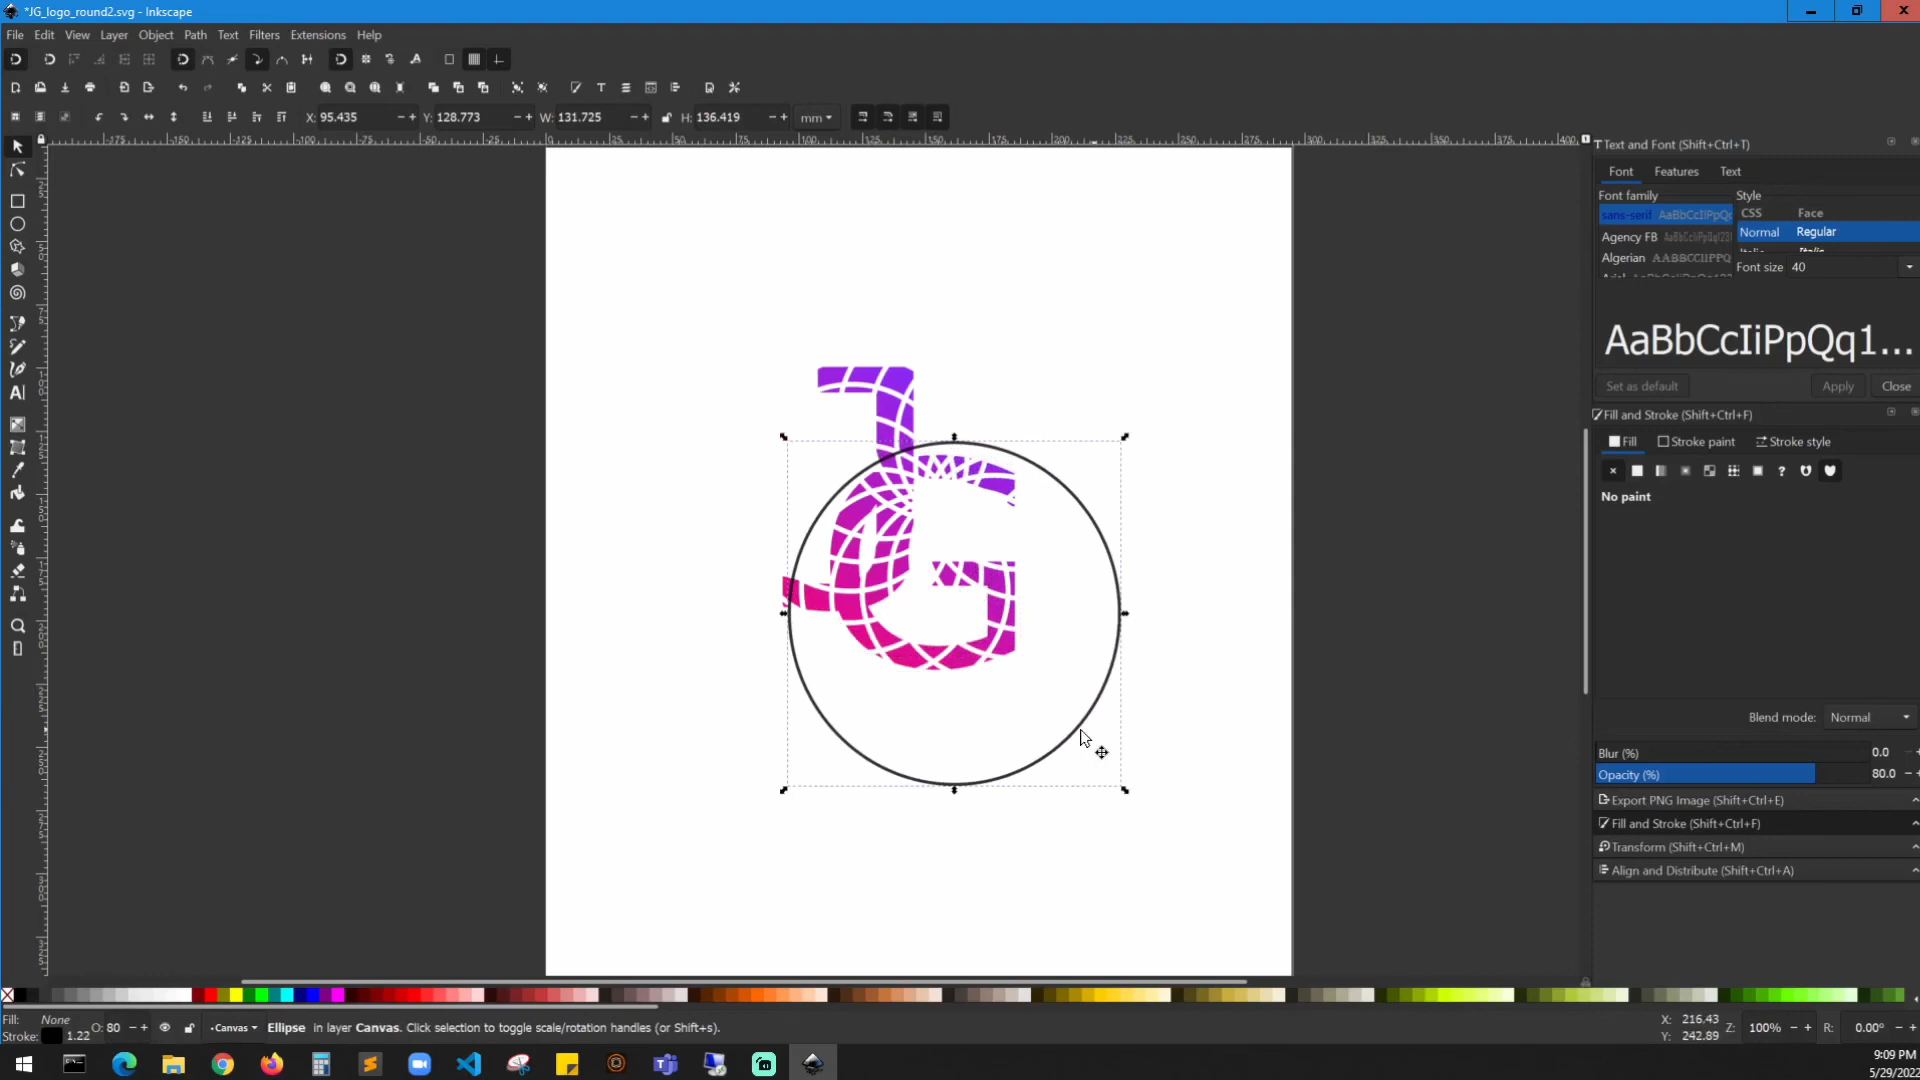 *JG_logo_round2.svg - Inkscape
File Edit View Layer Object Path Text Filters Extensions Help
X: 95.435 − + Y: 128.773 − + W: 131.725 − + H: 136.419 − + mm
Text and Font (Shift+Ctrl+T)
Font Features Text
Font family Style
sans-serif AaBbCcIiPpQq CSS Face
Normal Regular
Agency FB AaBbCcIiPpQq123
Algerian AABBCCIIPPQ
Font size 40
AaBbCcIiPpQq1...
Set as default Apply Close
Fill and Stroke (Shift+Ctrl+F)
Fill Stroke paint Stroke style
No paint
JG
Blend mode: Normal
Blur (%) 0.0
Opacity (%) 80.0
Export PNG Image (Shift+Ctrl+E)
Fill and Stroke (Shift+Ctrl+F)
Transform (Shift+Ctrl+M)
Align and Distribute (Shift+Ctrl+A)
Fill: None O: 80 − + •Canvas Ellipse in layer Canvas. Click selection to toggle scale/rotation handles (or Shift+s).
Stroke: 1.22
X: 216.43 Z: 100% − + R: 0.00° − +
Y: 242.89
9:09 PM
5/29/2022